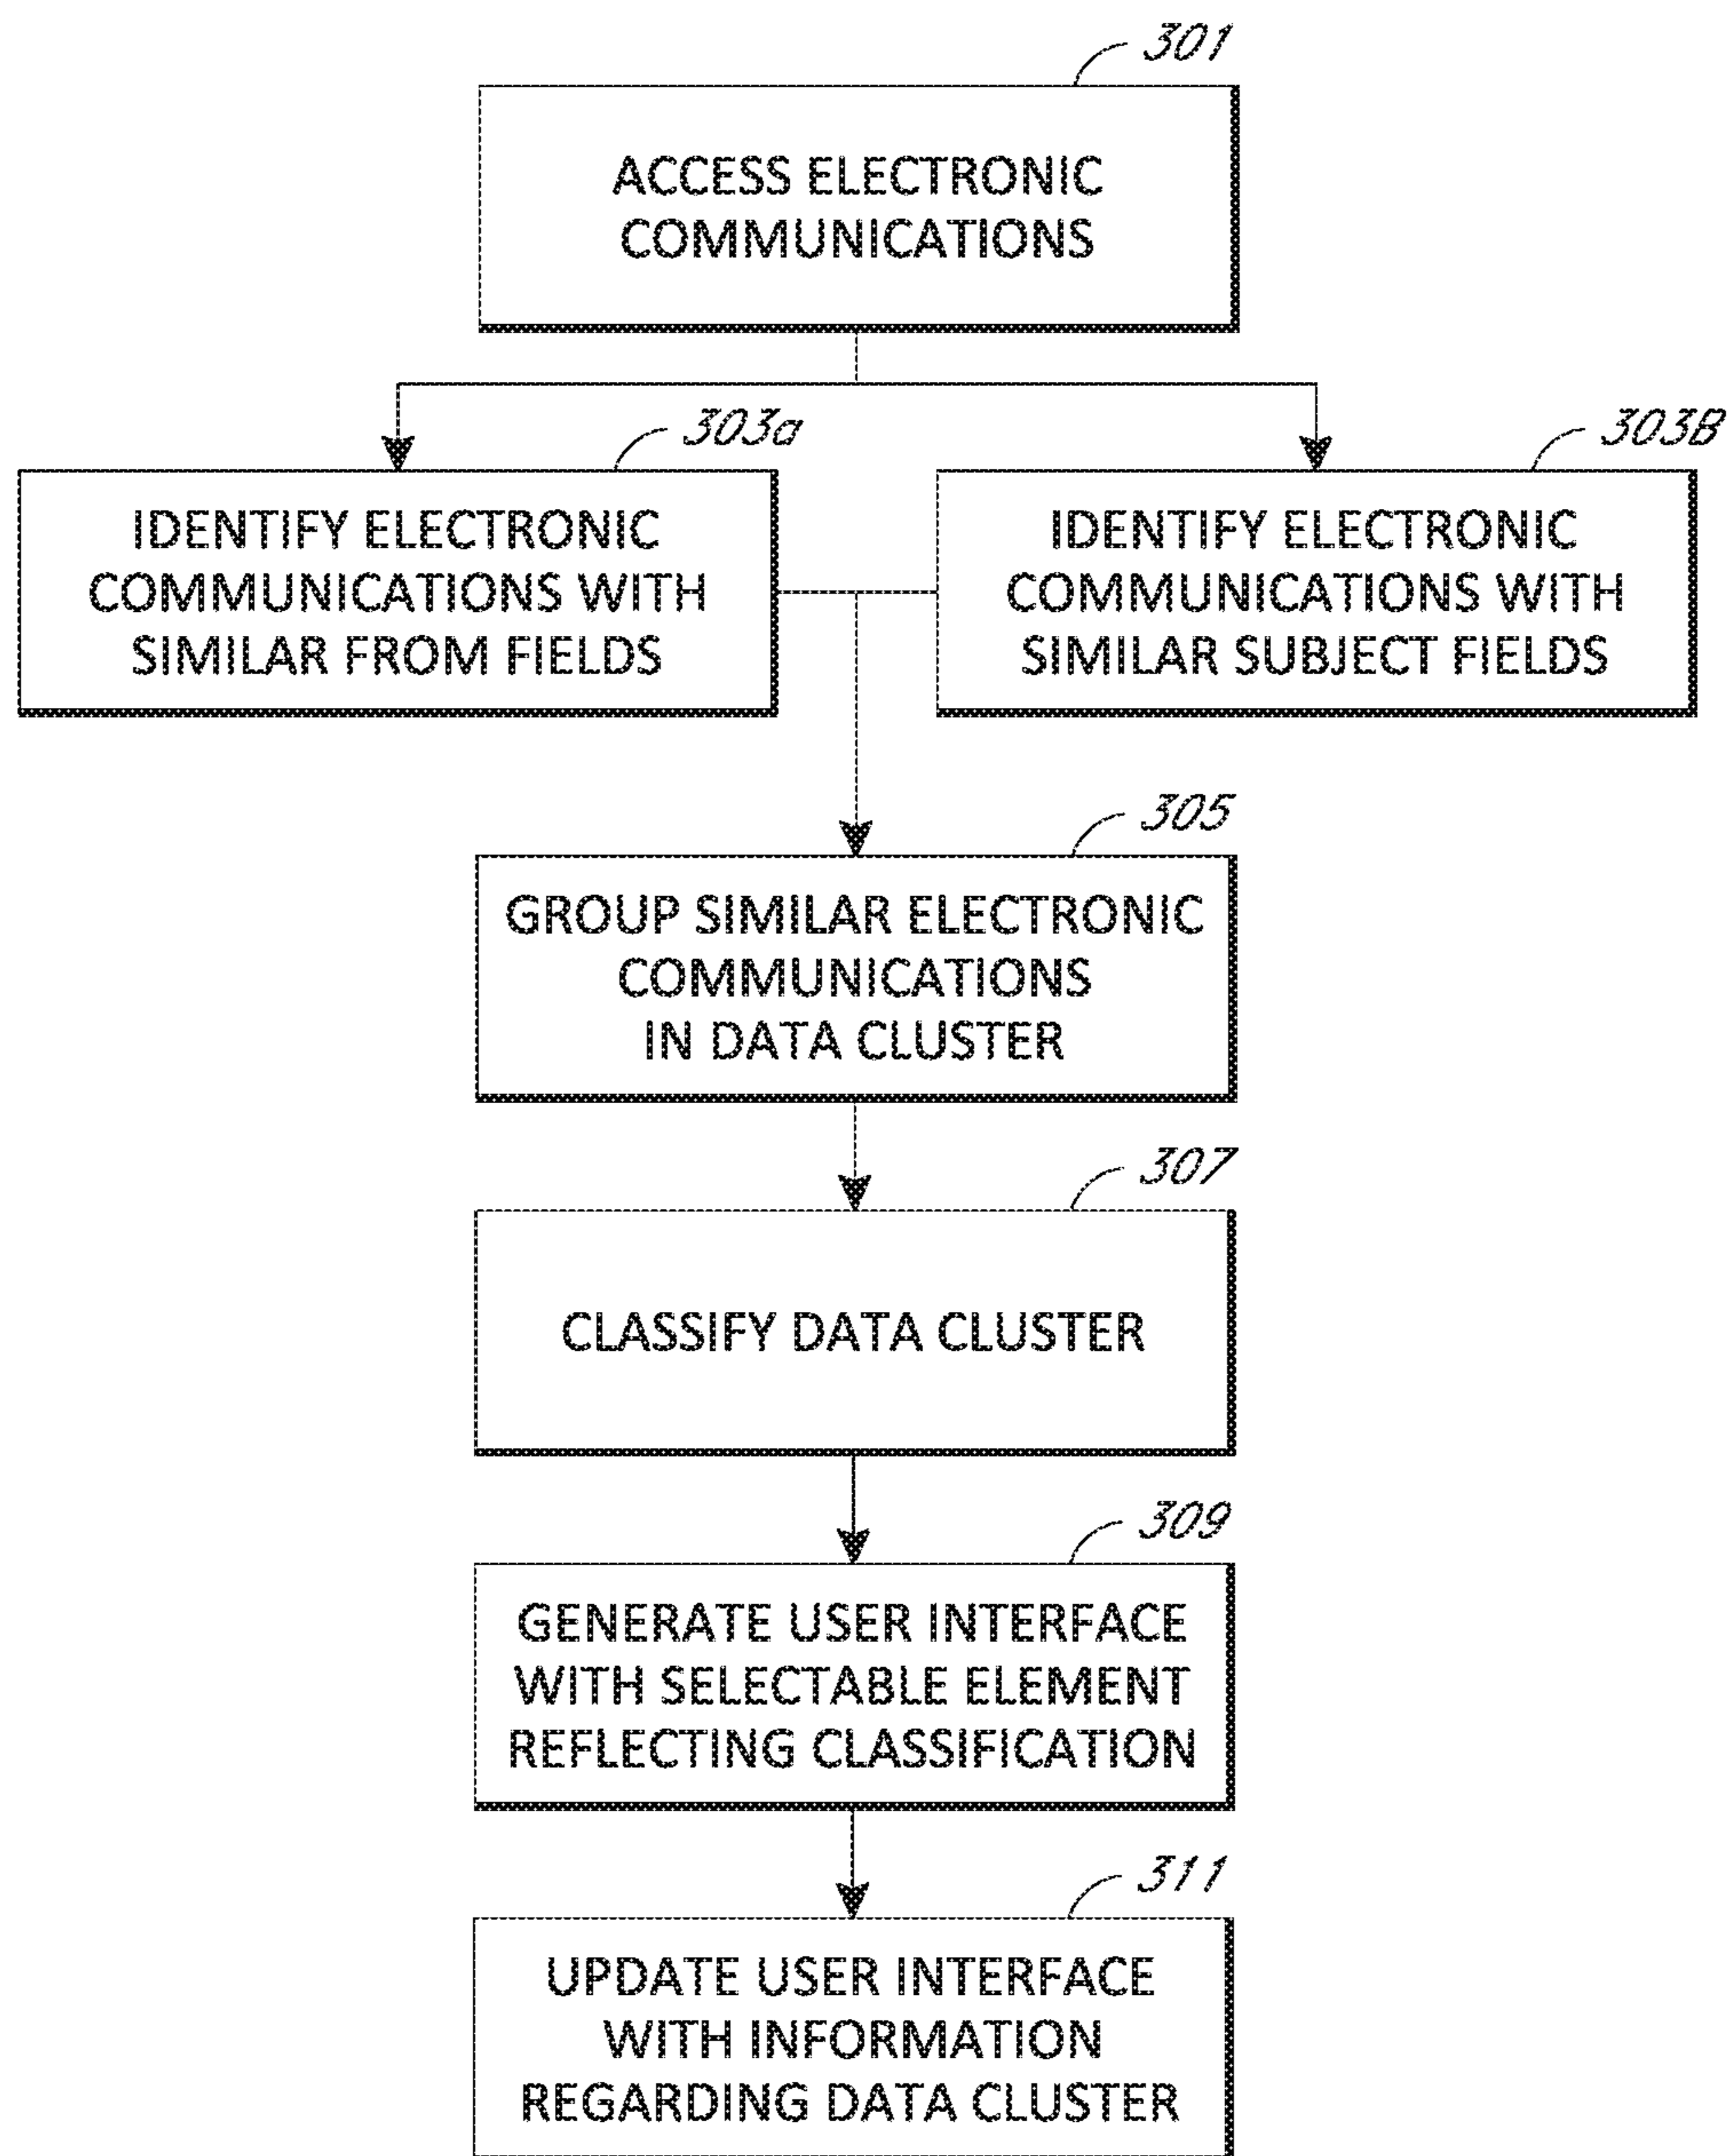 301
ACCESS ELECTRONIC
COMMUNICATIONS
303a
IDENTIFY ELECTRONIC
COMMUNICATIONS WITH
SIMILAR FROM FIELDS
303B
IDENTIFY ELECTRONIC
COMMUNICATIONS WITH
SIMILAR SUBJECT FIELDS
305
GROUP SIMILAR ELECTRONIC
COMMUNICATIONS
IN DATA CLUSTER
307
CLASSIFY DATA CLUSTER
309
GENERATE USER INTERFACE
WITH SELECTABLE ELEMENT
REFLECTING CLASSIFICATION
311
UPDATE USER INTERFACE
WITH INFORMATION
REGARDING DATA CLUSTER